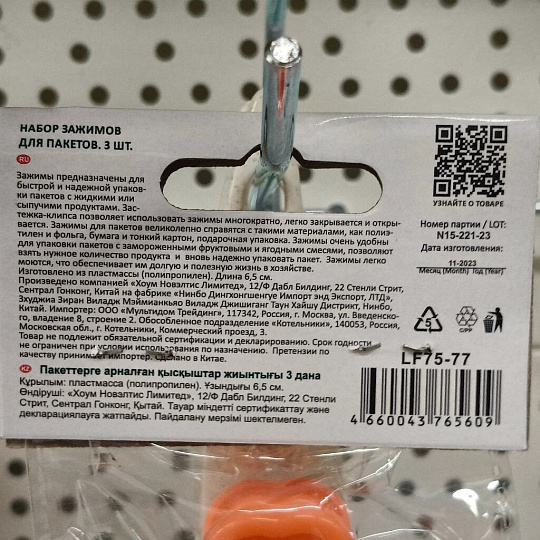 НАБОР ЗАЖИМОВ
ДЛЯ ПАКЕТОВ. 3 ШТ.
RU
Зажимы предназначены для
быстрой и надежной упаков-
ки пакетов с жидкими или
сыпучими продуктами. Зас-
тежка-клипса позволяет использовать зажимы многократно, легко закрывается и откры-
вается. Зажимы для пакетов великолепно справятся с такими материалами, как полиэ-
тилен и фольга, бумага и тонкий картон, подарочная упаковка. Зажимы очень удобны
для упаковки пакетов с замороженными фруктовыми и ягодными смесями, позволяют
взять нужное количество продукта и вновь надежно упаковать пакет. Зажимы легко
моются, что обеспечивает им долгую и полезную жизнь в хозяйстве.
Изготовлено из пластмассы (полипропилен). Длина 6,5 см.
Произведено компанией «Хоум Новэлтис Лимитед», 12/Ф Дабл Билдинг, 22 Стенли Стрит,
Сентрал Гонконг, Китай на фабрике «Нинбо Дингхонгшенгуе Импорт энд Экспорт, ЛТД».
Зхуджиа Зиран Виладж Мэймианкьяо Виладж Джишиганг Таун Хайшу Дистрикт, Нинбо,
Китай. Импортер: ООО «Мультидом Трейдинг», 117342, Россия, г. Москва, ул. Введенско-
го, владение 8, строение 2. Обособленное подразделение «Котельники», 140053, Россия,
Московская обл., г. Котельники, Коммерческий проезд, 3.
Товар не подлежит обязательной сертификации и декларированию. Срок годности
не ограничен при условии использования по назначению. Претензии по
качеству принимает импортер. Сделано в Китае.
KZ Пакеттерге арналған қысқыштар жиынтығы 3 дана
Құрылым: пластмасса (полипропилен). Ұзындығы 6,5 см.
Өндіруші: «Хоум Новэлтис Лимитед», 12/Ф Дабл Билдинг, 22 Стенли
Стрит, Сентрал Гонконг, Қытай. Тауар міндетті сертификаттау және
декларациялауға жатпайды. Пайдалану мерзімі шектелмеген.
УЗНАЙТЕ О ТОВАРЕ
Номер партии / LOT:
N15-221-23
Дата изготовления:
11-2023
Месяц (Month) Год (Year)
5
C/PP
LF75-77
4 660043 765609